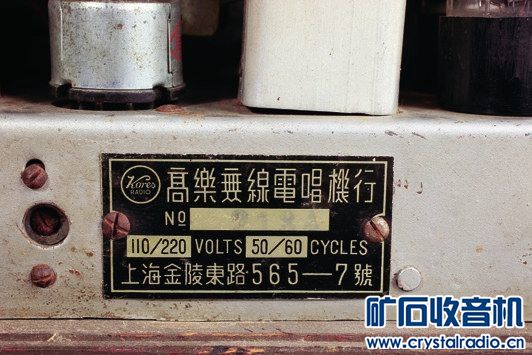 Kores
RADIO
高樂無線電唱機行
No
110/220 VOLTS 50/60 CYCLES
上海金陵東路565—7號
矿石收音机
www.crystalradio.cn